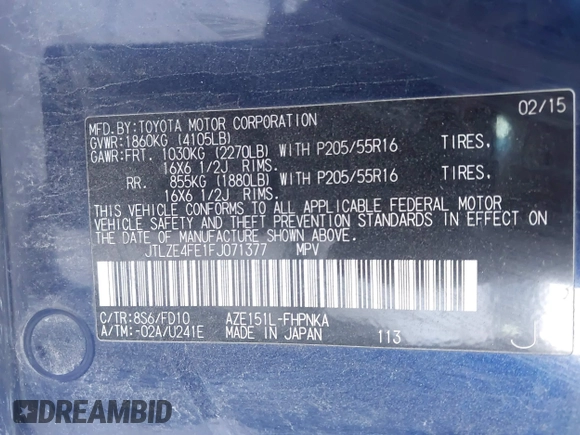 02/15
MFD.BY:TOYOTA MOTOR CORPORATION
GVWR:1860KG (4105LB)
GAWR:FRT. 1030KG (2270LB) WITH P205/55R16 TIRES,
16X6 1/2J RIMS.
RR. 855KG (1880LB) WITH P205/55R16 TIRES,
16X6 1/2J RIMS.
THIS VEHICLE CONFORMS TO ALL APPLICABLE FEDERAL MOTOR
VEHICLE SAFETY AND THEFT PREVENTION STANDARDS IN EFFECT ON
THE DATE OF MANUFACTURE SHOWN ABOVE.
JTLZE4FE1FJ071377 MPV
C/TR:8S6/FD10 AZE151L-FHPNKA
A/TM:-02A/U241E MADE IN JAPAN 113 J
DREAMBID